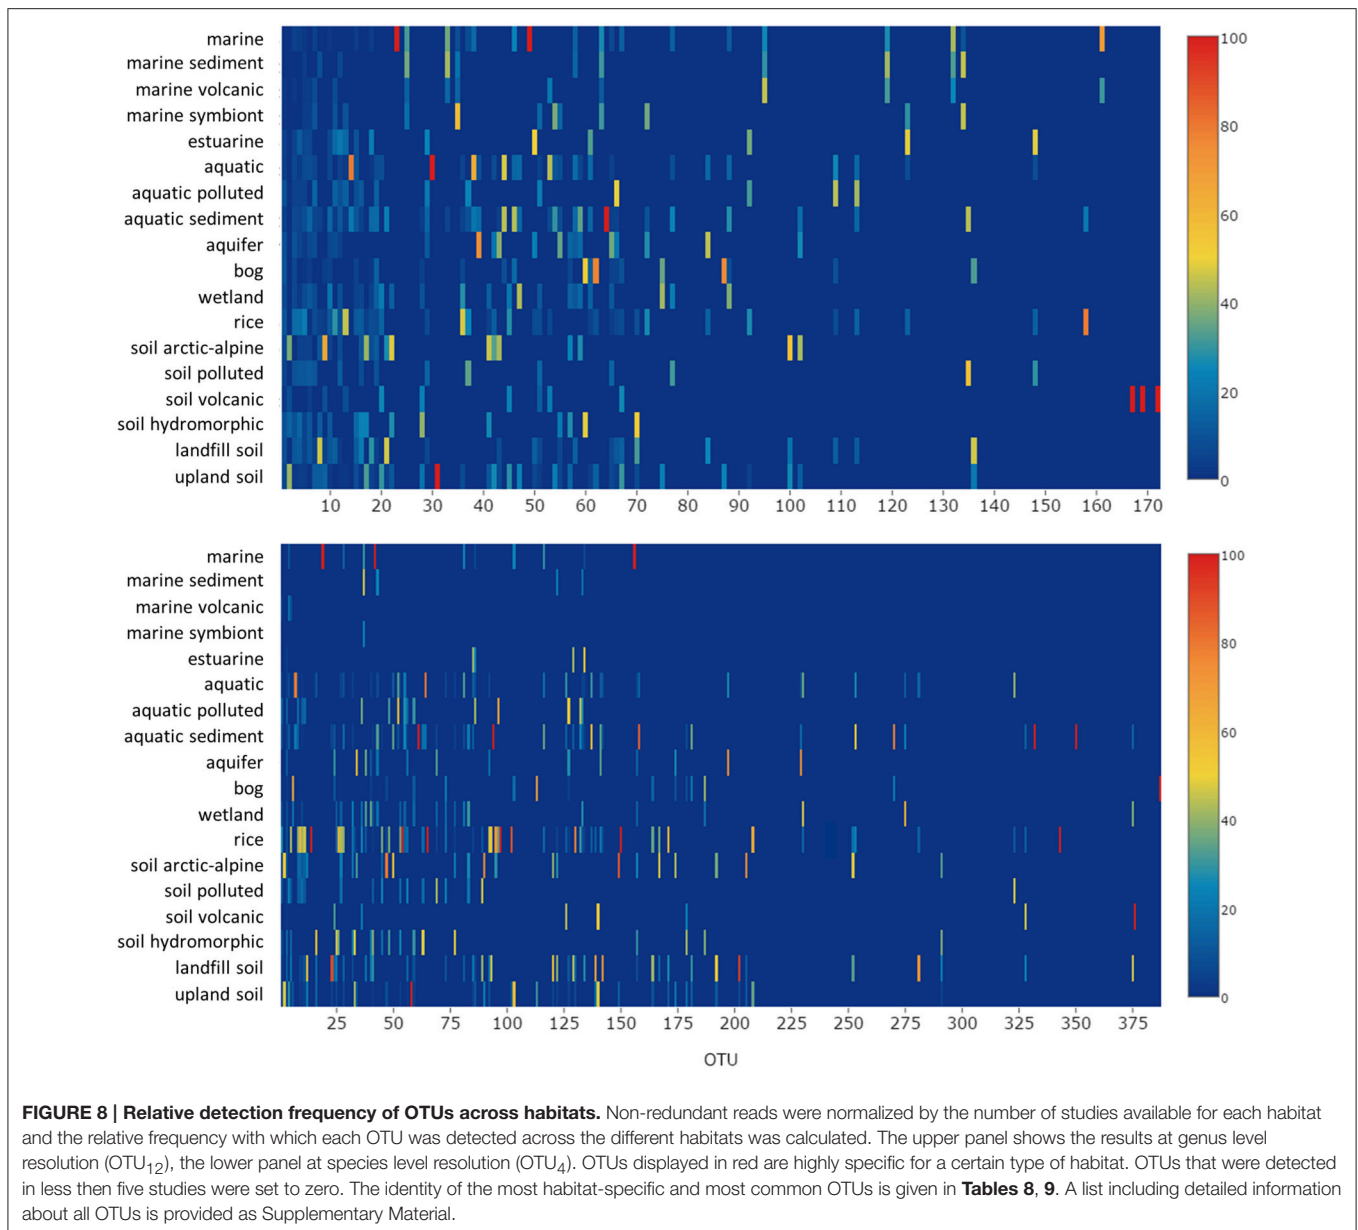 marine
marine sediment
marine volcanic
marine symbiont
estuarine
aquatic
aquatic polluted
aquatic sediment
aquifer
bog
wetland
rice
soil arctic-alpine
soil polluted
soil volcanic
soil hydromorphic
landfill soil
upland soil
10 20 30 40 50 60 70 80 90 100 110 120 130 140 150 160 170
100
80
60
40
20
0
marine
marine sediment
marine volcanic
marine symbiont
estuarine
aquatic
aquatic polluted
aquatic sediment
aquifer
bog
wetland
rice
soil arctic-alpine
soil polluted
soil volcanic
soil hydromorphic
landfill soil
upland soil
25 50 75 100 125 150 175 200 225 250 275 300 325 350 375
OTU
100
80
60
40
20
0
FIGURE 8 | Relative detection frequency of OTUs across habitats. Non-redundant reads were normalized by the number of studies available for each habitat
and the relative frequency with which each OTU was detected across the different habitats was calculated. The upper panel shows the results at genus level
resolution (OTU₁₂), the lower panel at species level resolution (OTU₄). OTUs displayed in red are highly specific for a certain type of habitat. OTUs that were detected
in less then five studies were set to zero. The identity of the most habitat-specific and most common OTUs is given in Tables 8, 9. A list including detailed information
about all OTUs is provided as Supplementary Material.